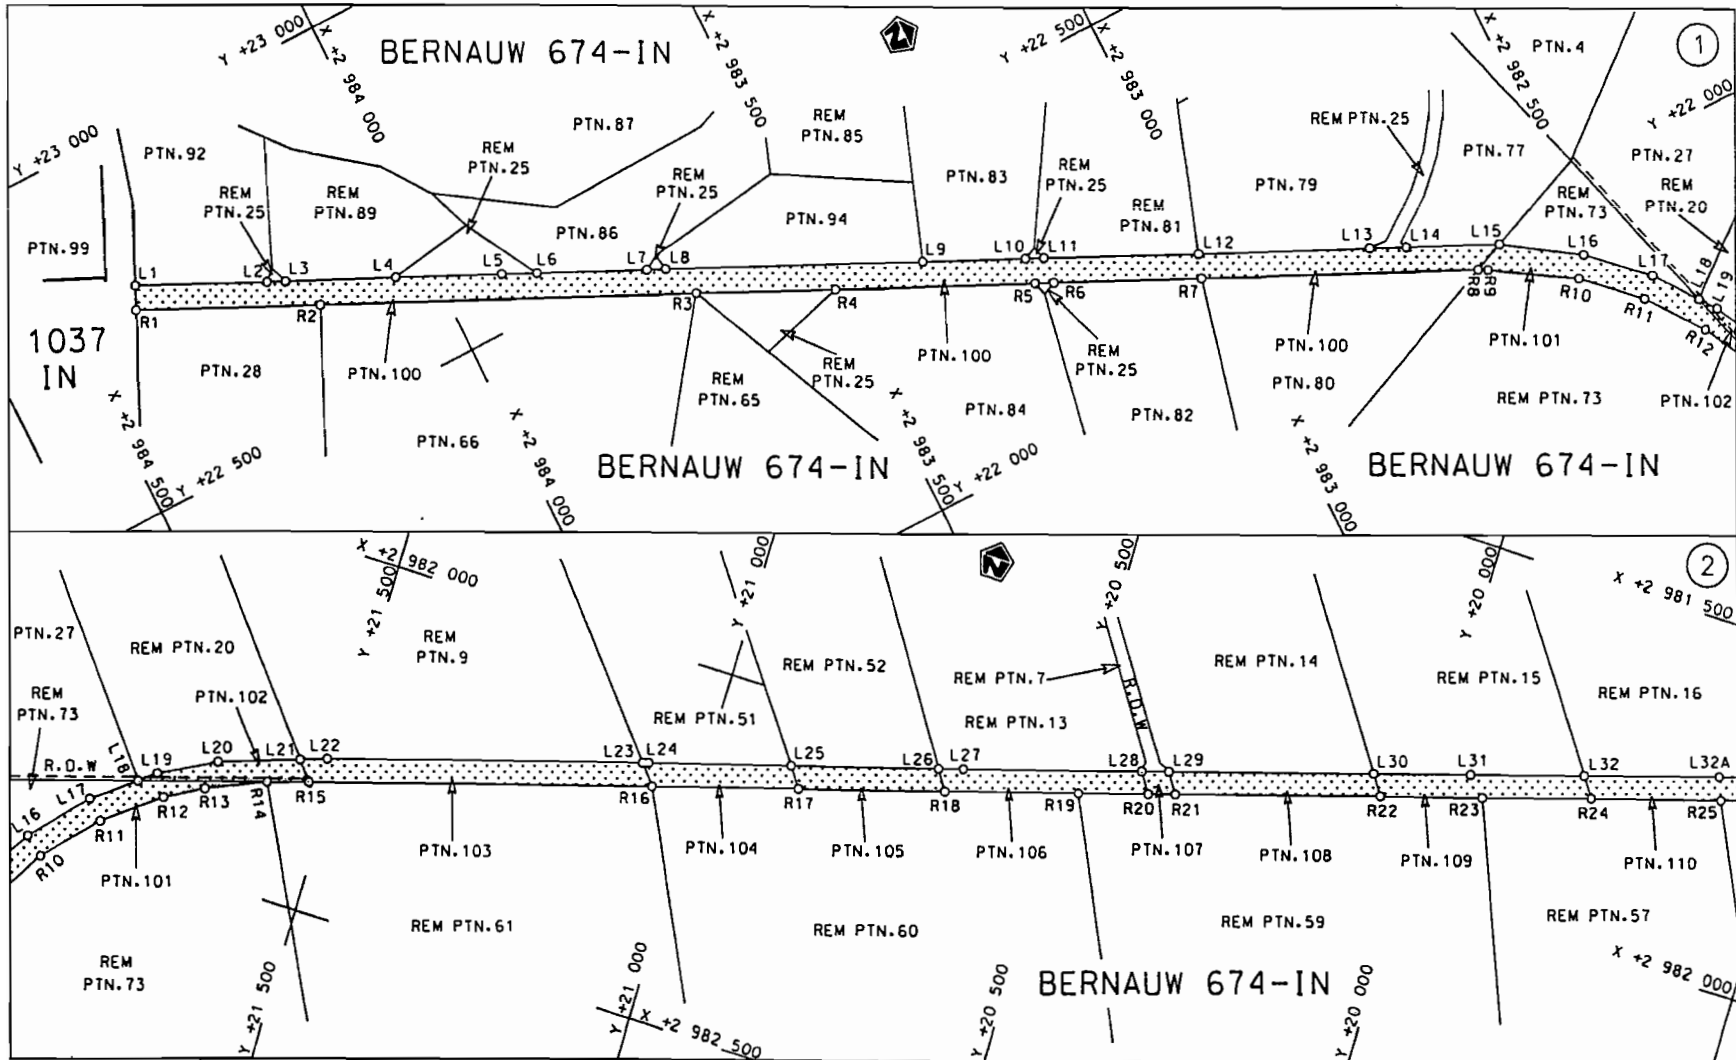 Y +23 000
X +2 984 000
BERNAUW 674-IN
X +2 983 500
Y +22 500
X +2 983 000
X +2 982 500
PTN.4
1
Y +22 000
Y +23 000
PTN.92
PTN.87
REM
PTN.85
REM PTN.25
PTN.77
PTN.27
REM
PTN.20
REM
PTN.25
REM
PTN.25
REM
PTN.89
REM
PTN.25
PTN.83
REM
PTN.25
PTN.79
REM
PTN.73
PTN.99
PTN.86
PTN.94
REM
PTN.81
L1
L2
L3
L4
L5
L6
L7
L8
L9
L10
L11
L12
L13
L14
L15
L16
L17
L18
L19
R1
R2
R3
R4
R5
R6
R7
R8
R9
R10
R11
R12
1037
IN
PTN.28
PTN.100
REM
PTN.65
REM
PTN.25
PTN.100
REM
PTN.25
PTN.100
PTN.101
PTN.80
REM PTN.73
PTN.102
PTN.66
PTN.84
PTN.82
X +2 984 500
Y +22 500
X +2 984 000
BERNAUW 674-IN
X +2 983 500
Y +22 000
X +2 983 000
BERNAUW 674-IN
X +2 982 000
Y +21 500
Y +21 000
Y +20 500
Y +20 000
X +2 981 500
2
PTN.27
REM PTN.20
REM
PTN.9
REM PTN.52
REM PTN.7
R.O.W
REM PTN.14
REM PTN.15
REM PTN.16
REM
PTN.73
PTN.102
REM PTN.51
REM PTN.13
R.O.W
L16
L17
L18
L19
L20
L21
L22
L23
L24
L25
L26
L27
L28
L29
L30
L31
L32
L32A
R10
R11
R12
R13
R14
R15
R16
R17
R18
R19
R20
R21
R22
R23
R24
R25
PTN.101
PTN.103
PTN.104
PTN.105
PTN.106
PTN.107
PTN.108
PTN.109
PTN.110
REM
PTN.73
REM PTN.61
REM PTN.60
REM PTN.59
REM PTN.57
BERNAUW 674-IN
Y +21 500
Y +21 000
X +2 982 500
Y +20 500
Y +20 000
X +2 982 000